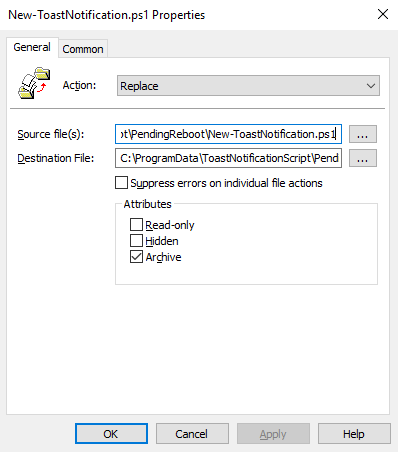 New-ToastNotification.ps1 Properties
General Common
Action: Replace
Source file(s): ot\PendingReboot\New-ToastNotification.ps1 ...
Destination File: C:\ProgramData\ToastNotificationScript\Pend ...
Suppress errors on individual file actions
Attributes
Read-only
Hidden
Archive
OK Cancel Apply Help